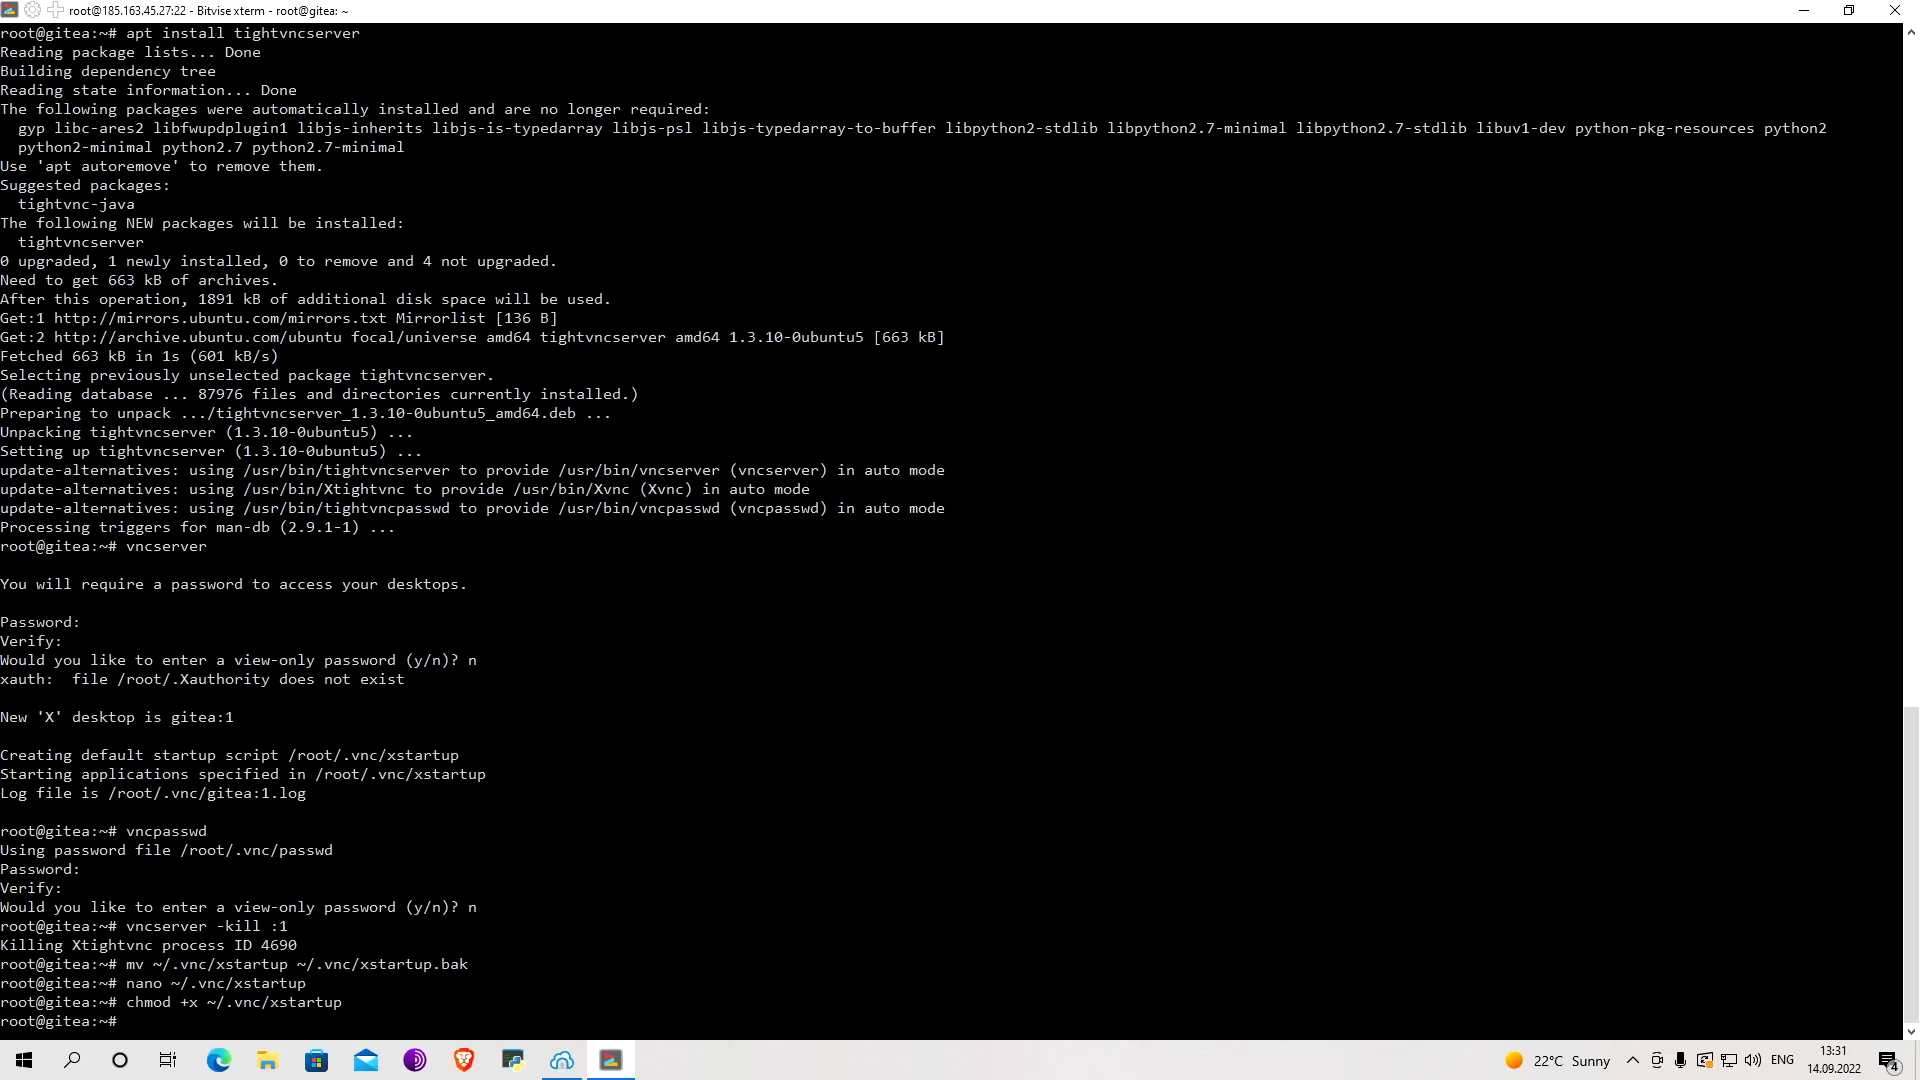 root@185.163.45.27:22 - Bitvise xterm - root@gitea: ~
root@gitea:~# apt install tightvncserver
Reading package lists... Done
Building dependency tree
Reading state information... Done
The following packages were automatically installed and are no longer required:
  gyp libc-ares2 libfwupdplugin1 libjs-inherits libjs-is-typedarray libjs-psl libjs-typedarray-to-buffer libpython2-stdlib libpython2.7-minimal libpython2.7-stdlib libuv1-dev python-pkg-resources python2
  python2-minimal python2.7 python2.7-minimal
Use 'apt autoremove' to remove them.
Suggested packages:
  tightvnc-java
The following NEW packages will be installed:
  tightvncserver
0 upgraded, 1 newly installed, 0 to remove and 4 not upgraded.
Need to get 663 kB of archives.
After this operation, 1891 kB of additional disk space will be used.
Get:1 http://mirrors.ubuntu.com/mirrors.txt Mirrorlist [136 B]
Get:2 http://archive.ubuntu.com/ubuntu focal/universe amd64 tightvncserver amd64 1.3.10-0ubuntu5 [663 kB]
Fetched 663 kB in 1s (601 kB/s)
Selecting previously unselected package tightvncserver.
(Reading database ... 87976 files and directories currently installed.)
Preparing to unpack .../tightvncserver_1.3.10-0ubuntu5_amd64.deb ...
Unpacking tightvncserver (1.3.10-0ubuntu5) ...
Setting up tightvncserver (1.3.10-0ubuntu5) ...
update-alternatives: using /usr/bin/tightvncserver to provide /usr/bin/vncserver (vncserver) in auto mode
update-alternatives: using /usr/bin/Xtightvnc to provide /usr/bin/Xvnc (Xvnc) in auto mode
update-alternatives: using /usr/bin/tightvncpasswd to provide /usr/bin/vncpasswd (vncpasswd) in auto mode
Processing triggers for man-db (2.9.1-1) ...
root@gitea:~# vncserver
You will require a password to access your desktops.
Password:
Verify:
Would you like to enter a view-only password (y/n)? n
xauth:  file /root/.Xauthority does not exist
New 'X' desktop is gitea:1
Creating default startup script /root/.vnc/xstartup
Starting applications specified in /root/.vnc/xstartup
Log file is /root/.vnc/gitea:1.log
root@gitea:~# vncpasswd
Using password file /root/.vnc/passwd
Password:
Verify:
Would you like to enter a view-only password (y/n)? n
root@gitea:~# vncserver -kill :1
Killing Xtightvnc process ID 4690
root@gitea:~# mv ~/.vnc/xstartup ~/.vnc/xstartup.bak
root@gitea:~# nano ~/.vnc/xstartup
root@gitea:~# chmod +x ~/.vnc/xstartup
root@gitea:~#
22°C Sunny
ENG
13:31
14.09.2022
4